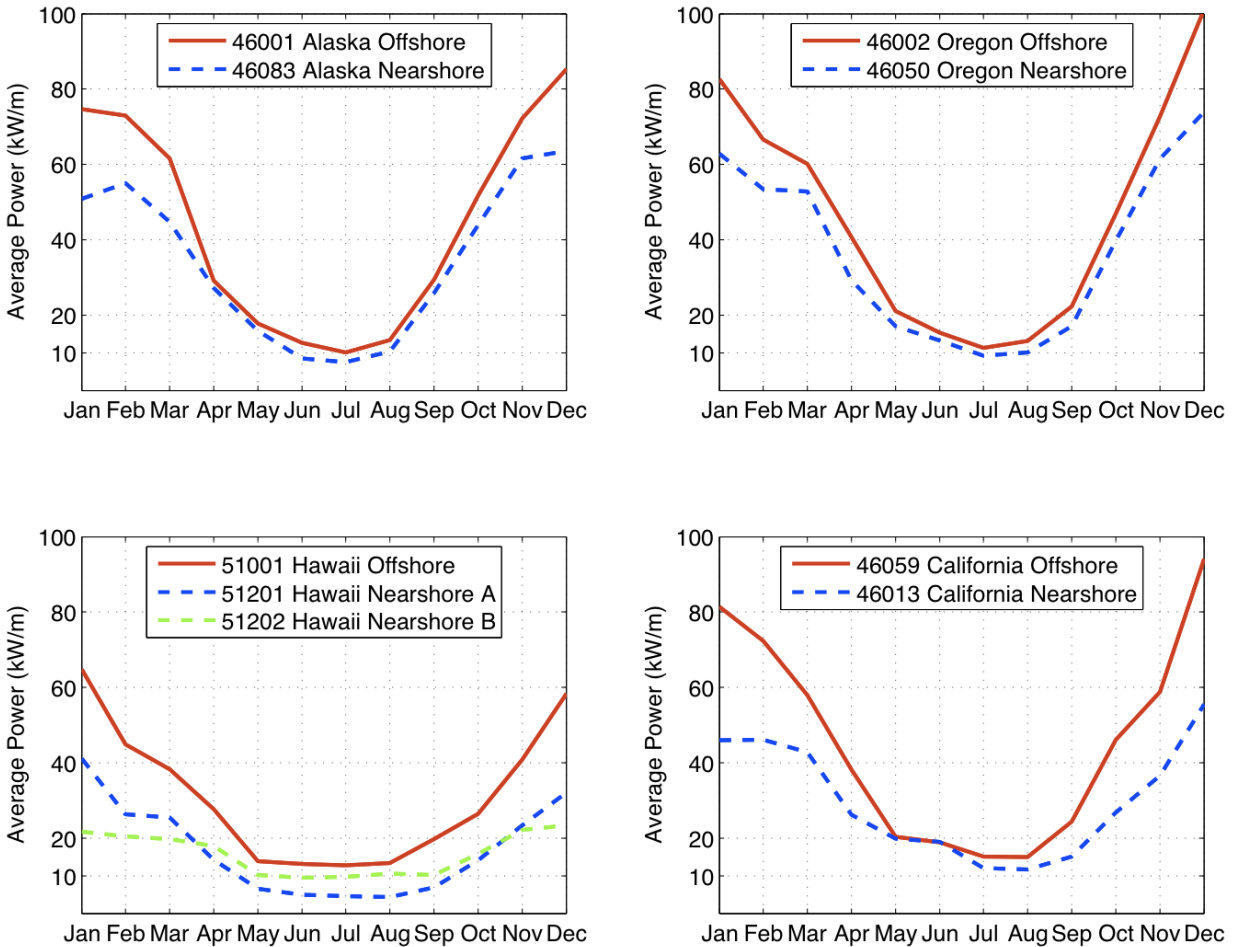 100
80
60
40
20
10
Average Power (kW/m)
46001 Alaska Offshore
46083 Alaska Nearshore
Jan Feb Mar Apr May Jun Jul Aug Sep Oct Nov Dec
100
80
60
40
20
10
Average Power (kW/m)
46002 Oregon Offshore
46050 Oregon Nearshore
Jan Feb Mar Apr May Jun Jul Aug Sep Oct Nov Dec
100
80
60
40
20
10
Average Power (kW/m)
51001 Hawaii Offshore
51201 Hawaii Nearshore A
51202 Hawaii Nearshore B
Jan Feb Mar Apr May Jun Jul Aug Sep Oct Nov Dec
100
80
60
40
20
10
Average Power (kW/m)
46059 California Offshore
46013 California Nearshore
Jan Feb Mar Apr May Jun Jul Aug Sep Oct Nov Dec